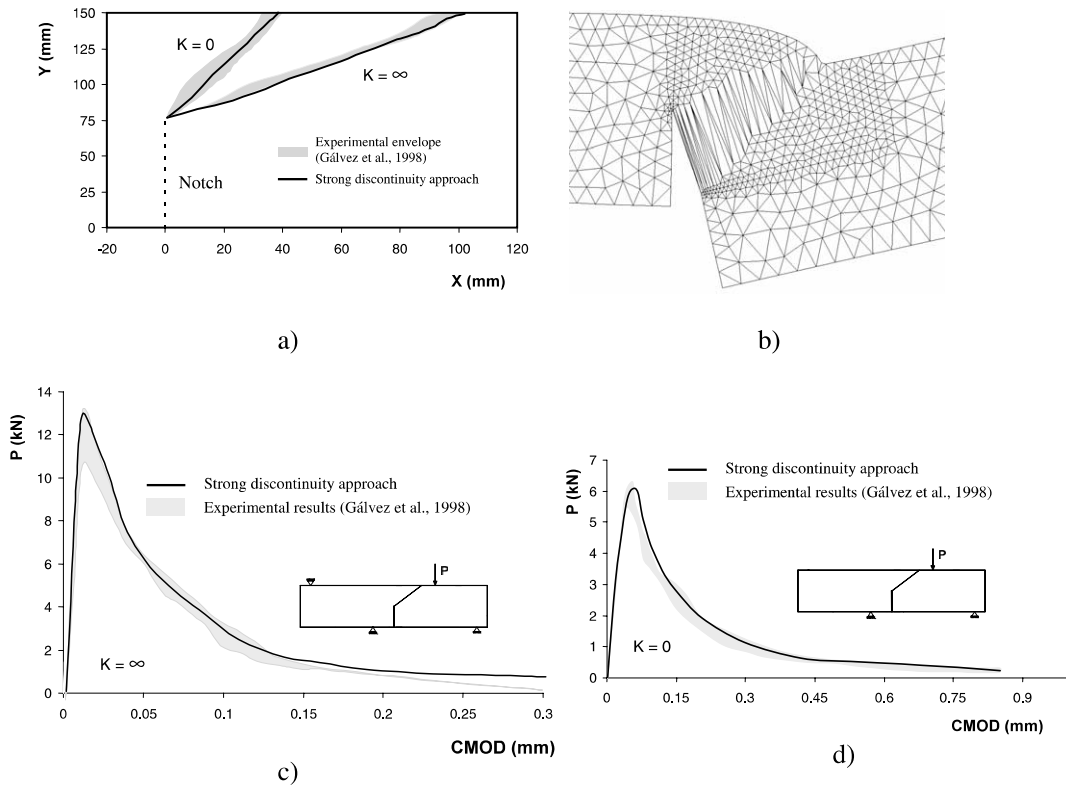 150
125
100
75
50
25
0
Y (mm)
K = 0
K = ∞
Experimental envelope
(Gálvez et al., 1998)
Strong discontinuity approach
Notch
-20
0
20
40
60
80
100
120
X (mm)
a)
b)
14
12
10
8
6
4
2
0
P (kN)
Strong discontinuity approach
Experimental results (Gálvez et al., 1998)
P
K = ∞
0
0.05
0.1
0.15
0.2
0.25
0.3
CMOD (mm)
c)
7
6
5
4
3
2
1
0
P (kN)
Strong discontinuity approach
Experimental results (Gálvez et al., 1998)
P
K = 0
0
0.15
0.3
0.45
0.6
0.75
0.9
CMOD (mm)
d)